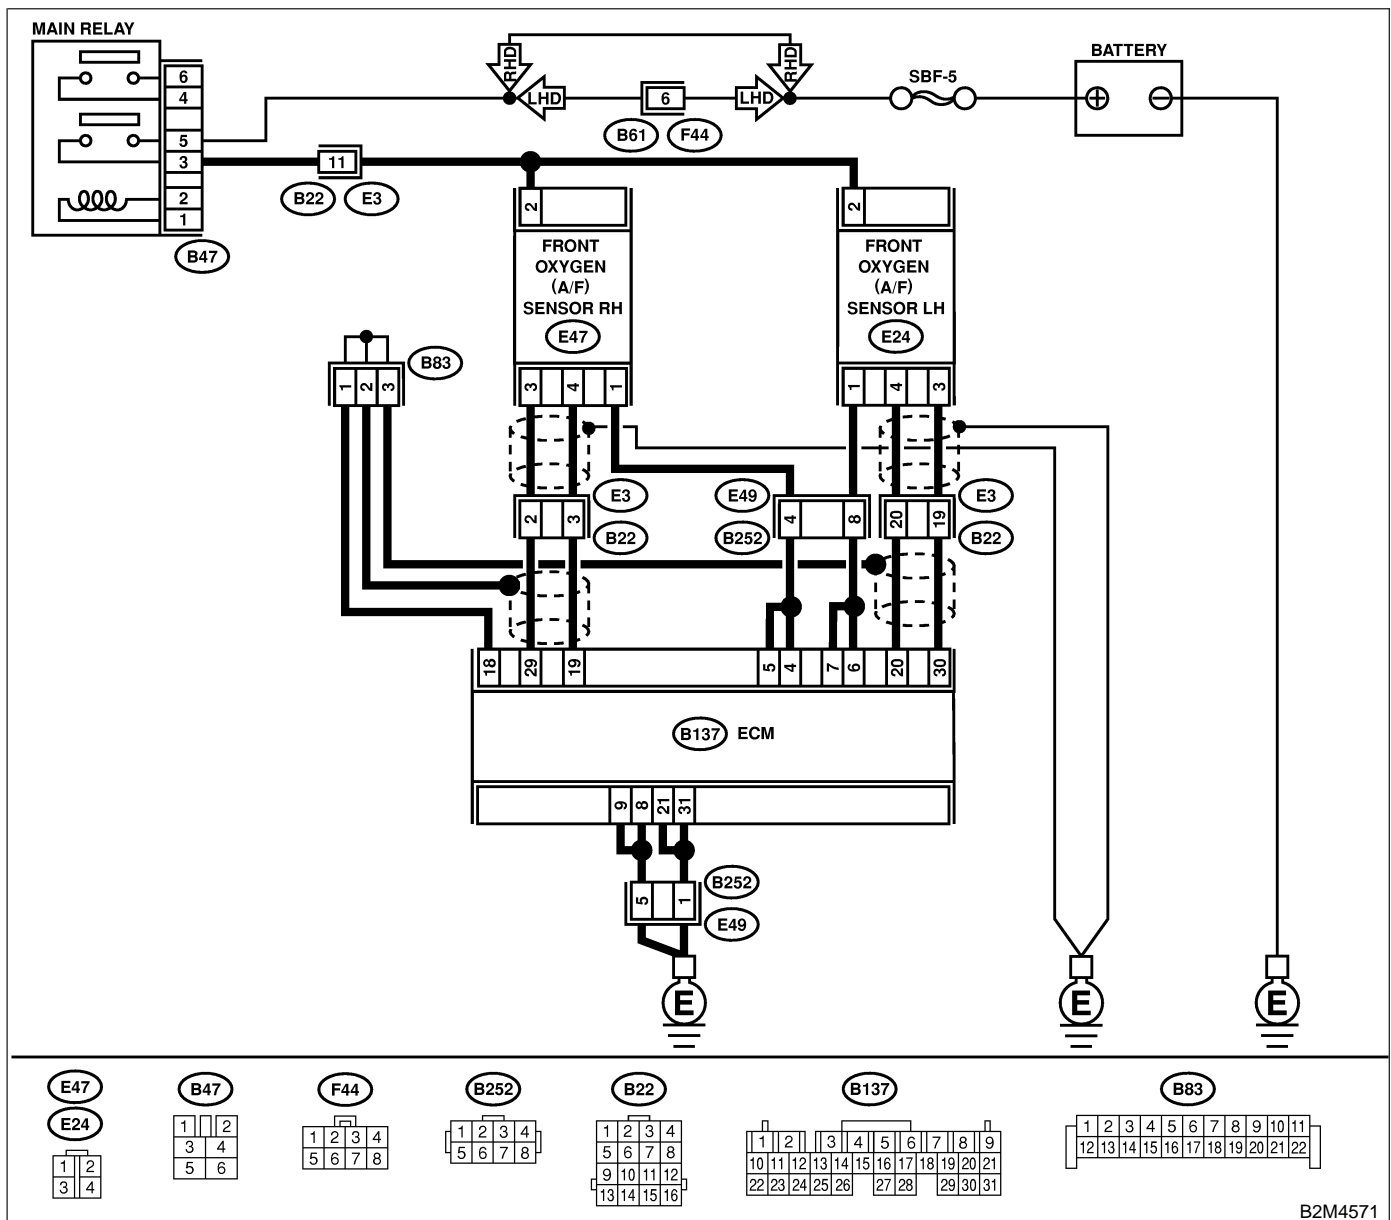 MAIN RELAY
6
4
5
3
2
1
B47
RHD
RHD
LHD
6
LHD
B61
F44
SBF-5
BATTERY
11
B22
E3
2
FRONT
OXYGEN
(A/F)
SENSOR RH
E47
3
4
1
2
FRONT
OXYGEN
(A/F)
SENSOR LH
E24
1
4
3
B83
1
2
3
E3
B22
2
3
E49
B252
4
8
20
19
E3
B22
18
29
19
5
4
7
6
20
30
B137 ECM
9
8
21
31
5
1
B252
E49
E
E
E
E47
E24
1 2
3 4
B47
1 2
3 4
5 6
F44
1 2 3 4
5 6 7 8
B252
1 2 3 4
5 6 7 8
B22
1 2 3 4
5 6 7 8
9 10 11 12
13 14 15 16
B137
1 2 3 4 5 6 7 8 9
10 11 12 13 14 15 16 17 18 19 20 21
22 23 24 25 26 27 28 29 30 31
B83
1 2 3 4 5 6 7 8 9 10 11
12 13 14 15 16 17 18 19 20 21 22
B2M4571